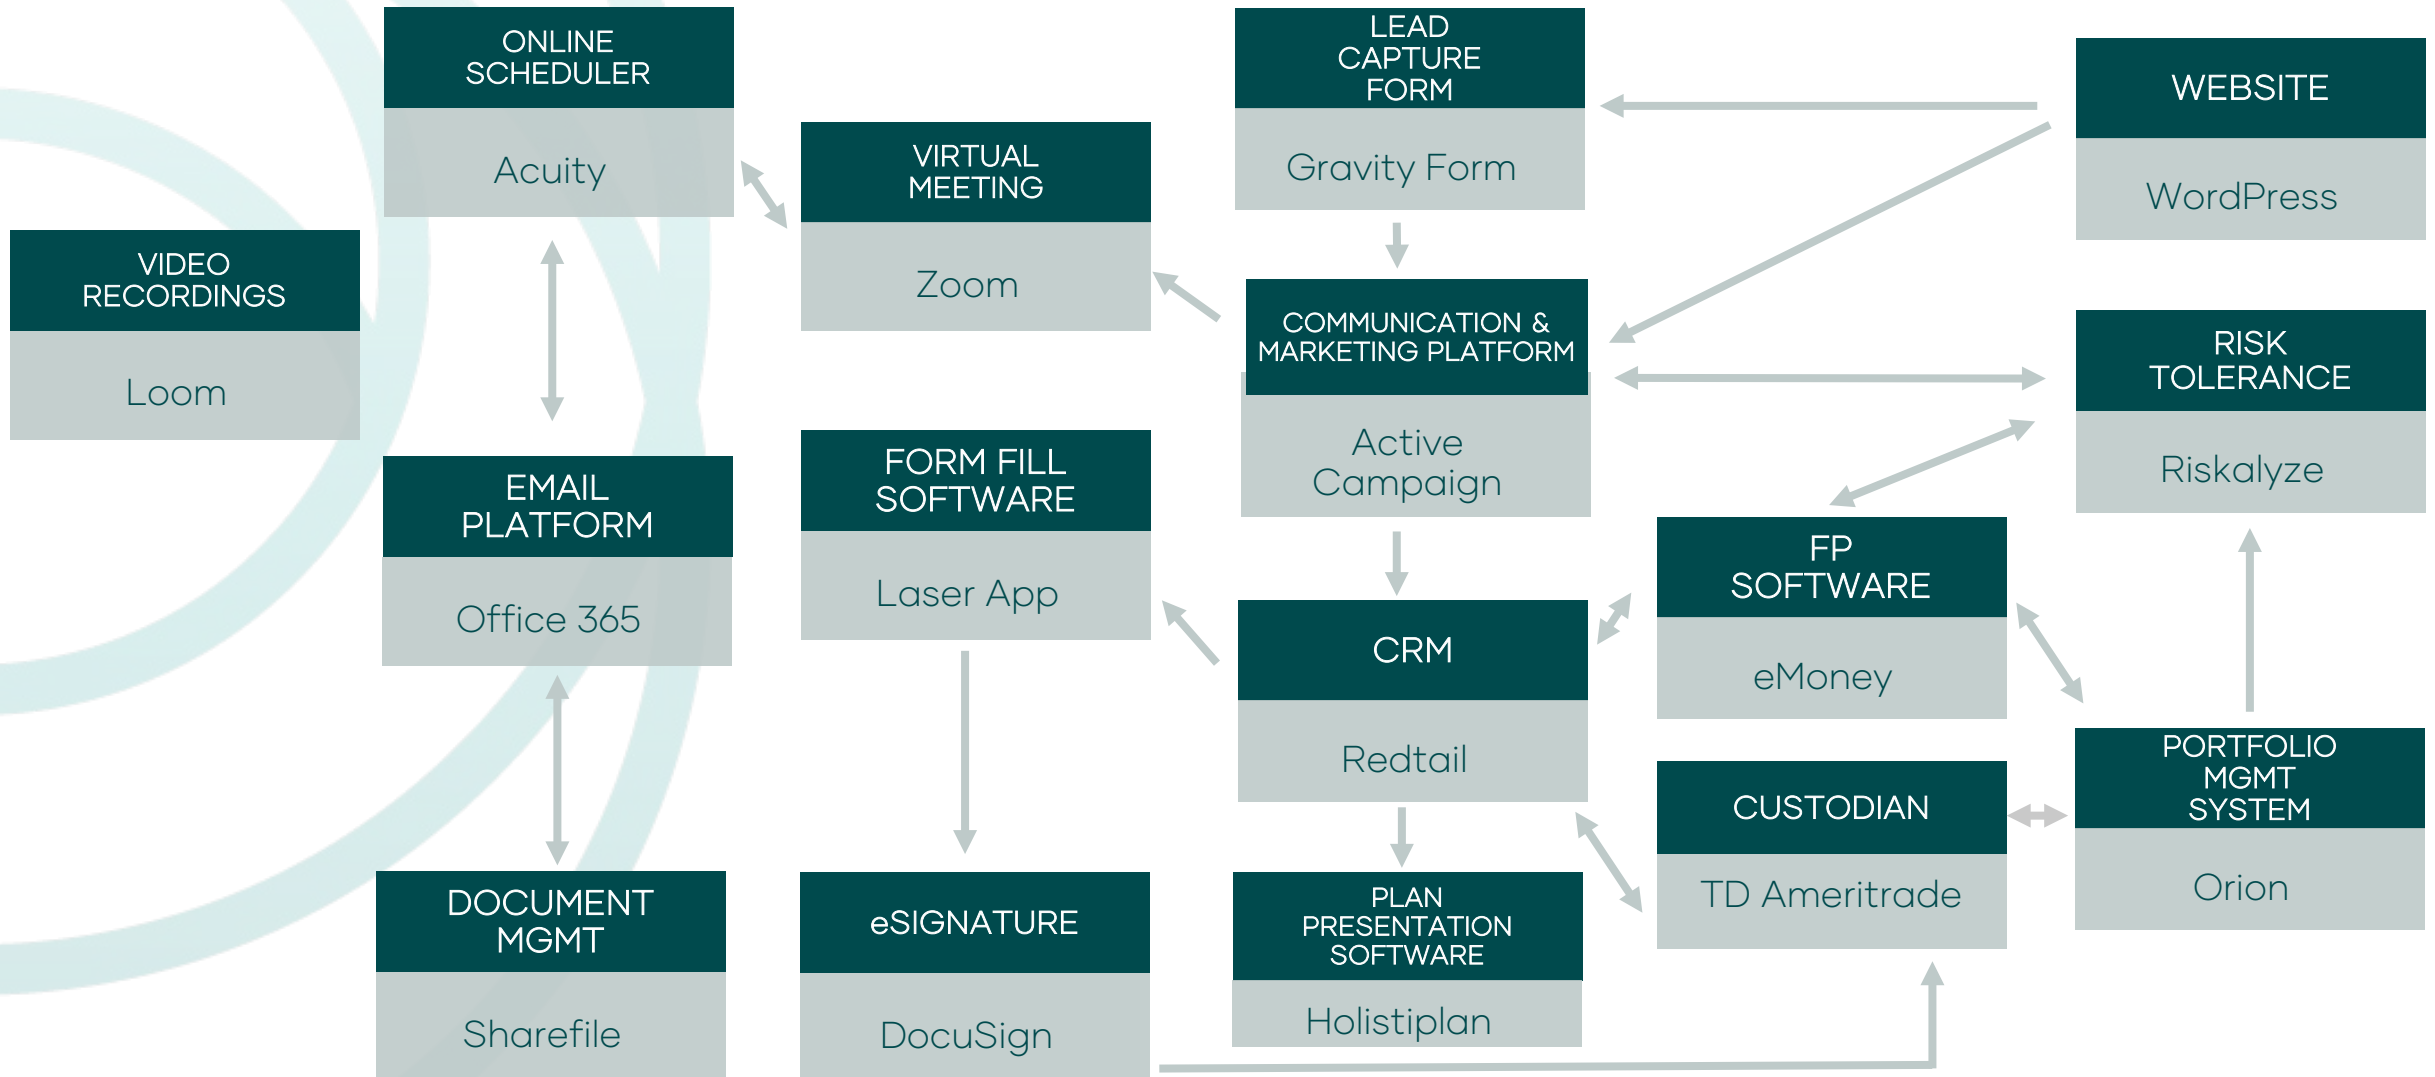 ONLINE
SCHEDULER
Acuity
VIDEO
RECORDINGS
Loom
EMAIL
PLATFORM
Office 365
DOCUMENT
MGMT
Sharefile
VIRTUAL
MEETING
Zoom
FORM FILL
SOFTWARE
Laser App
eSIGNATURE
DocuSign
LEAD
CAPTURE
FORM
Gravity Form
COMMUNICATION &
MARKETING PLATFORM
Active
Campaign
CRM
Redtail
PLAN
PRESENTATION
SOFTWARE
Holistiplan
WEBSITE
WordPress
RISK
TOLERANCE
Riskalyze
FP
SOFTWARE
eMoney
CUSTODIAN
TD Ameritrade
PORTFOLIO
MGMT
SYSTEM
Orion